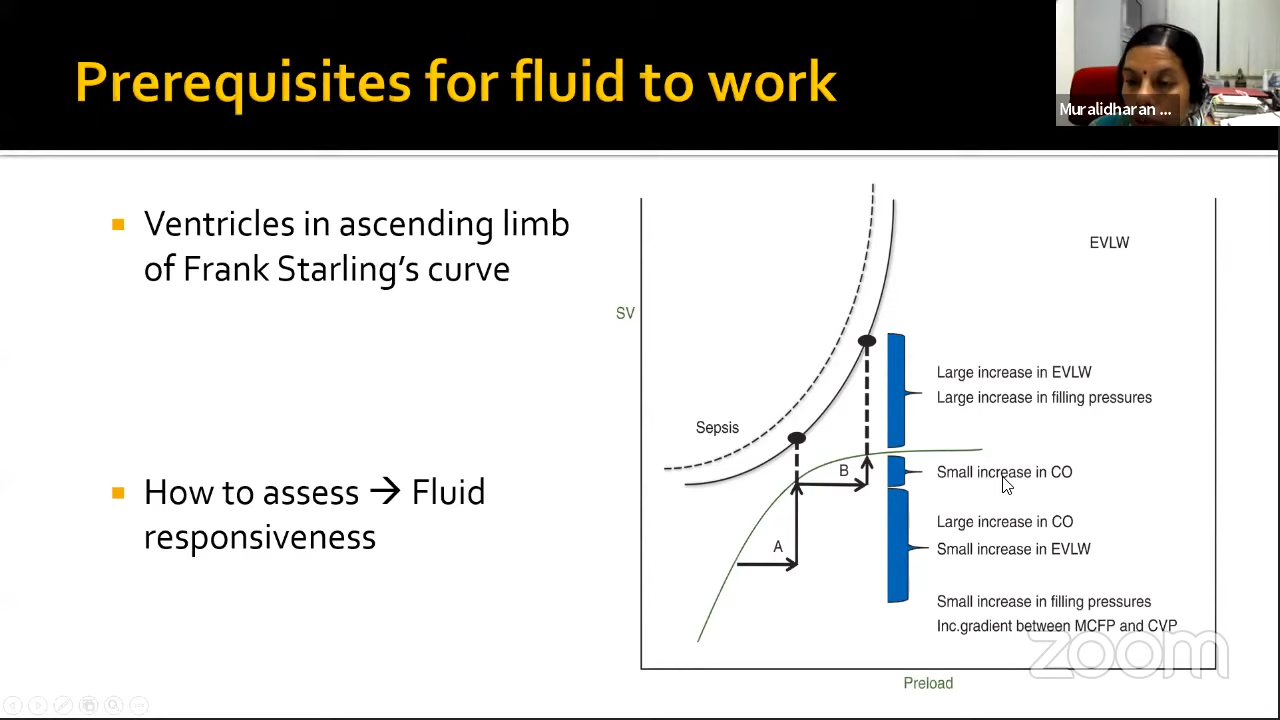 Prerequisites for fluid to work
Muralidharan ...
Ventricles in ascending limb
of Frank Starling's curve
How to assess → Fluid
responsiveness
EVLW
SV
Large increase in EVLW
Large increase in filling pressures
Sepsis
B
Small increase in CO
Large increase in CO
A
Small increase in EVLW
Small increase in filling pressures
Inc.gradient between MCFP and CVP
zoom
Preload